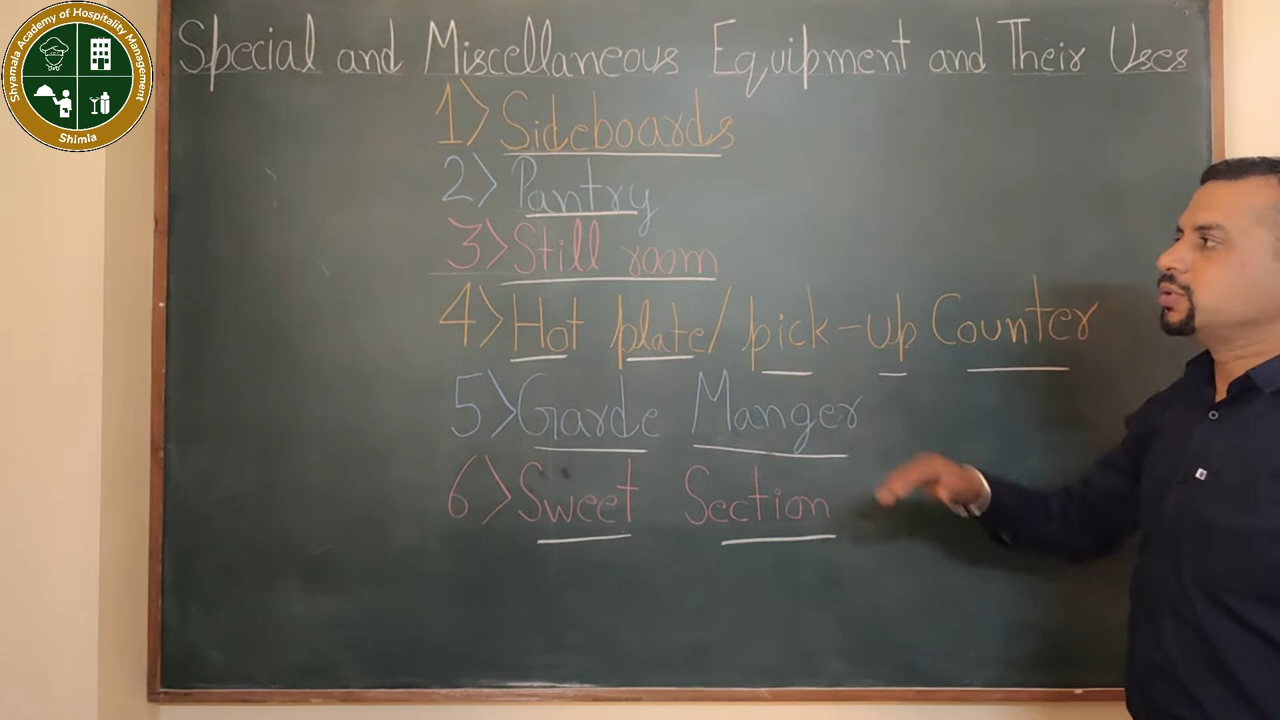 Shyamala Academy of Hospitality Management
Shimla
Special and Miscellaneous Equipment and Their Uses
1> Sideboards
2> Pantry
3> Still room
4> Hot plate/ pick-up Counter
5> Garde Manger
6> Sweet Section